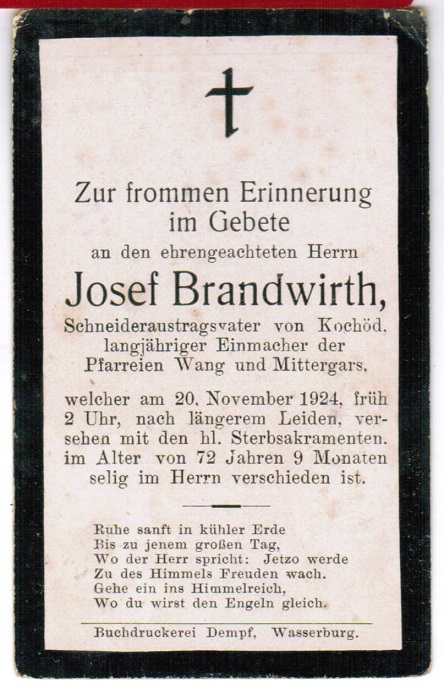 Zur frommen Erinnerung
im Gebete
an den ehrengeachteten Herrn
Josef Brandwirth,
Schneideraustragsvater von Kochöd,
langjähriger Einmacher der
Pfarreien Wang und Mittergars,
welcher am 20. November 1924, früh
2 Uhr, nach längerem Leiden, ver-
sehen mit den hl. Sterbsakramenten.
im Alter von 72 Jahren 9 Monaten
selig im Herrn verschieden ist.
Ruhe sanft in kühler Erde
Bis zu jenem großen Tag,
Wo der Herr spricht: Jetzo werde
Zu des Himmels Freuden wach.
Gehe ein ins Himmelreich,
Wo du wirst den Engeln gleich.
Buchdruckerei Dempf, Wasserburg.